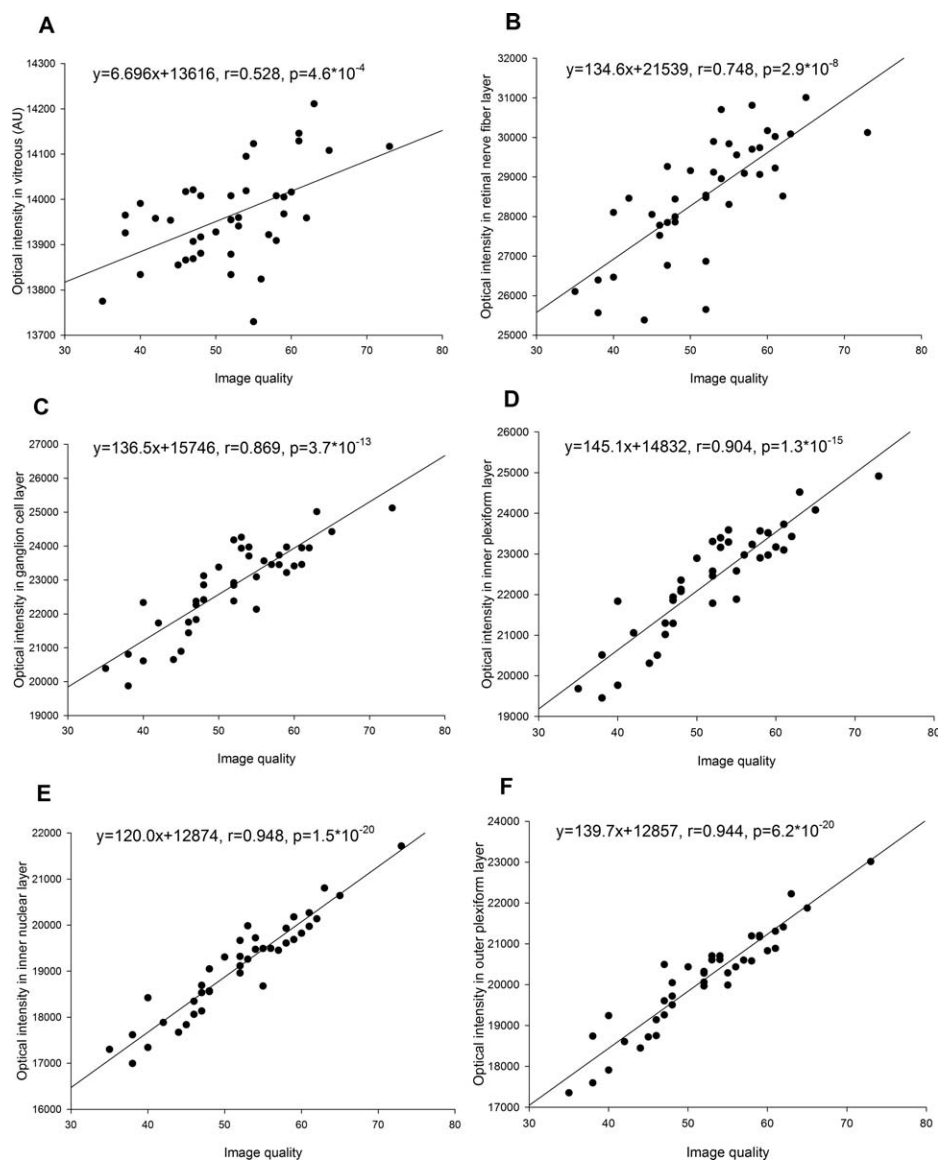 A
y=6.696x+13616, r=0.528, p=4.6*10⁻⁴
Optical intensity in vitreous (AU)
14300
14200
14100
14000
13900
13800
13700
30 40 50 60 70 80
Image quality
B
y=134.6x+21539, r=0.748, p=2.9*10⁻⁸
Optical intensity in retinal nerve fiber layer
32000
31000
30000
29000
28000
27000
26000
25000
30 40 50 60 70 80
Image quality
C
y=136.5x+15746, r=0.869, p=3.7*10⁻¹³
Optical intensity in ganglion cell layer
27000
26000
25000
24000
23000
22000
21000
20000
19000
30 40 50 60 70 80
Image quality
D
y=145.1x+14832, r=0.904, p=1.3*10⁻¹⁵
Optical intensity in inner plexiform layer
26000
25000
24000
23000
22000
21000
20000
19000
30 40 50 60 70 80
Image quality
E
y=120.0x+12874, r=0.948, p=1.5*10⁻²⁰
Optical intensity in inner nuclear layer
22000
21000
20000
19000
18000
17000
16000
30 40 50 60 70 80
Image quality
F
y=139.7x+12857, r=0.944, p=6.2*10⁻²⁰
Optical intensity in outer plexiform layer
25000
24000
23000
22000
21000
20000
19000
18000
17000
30 40 50 60 70 80
Image quality